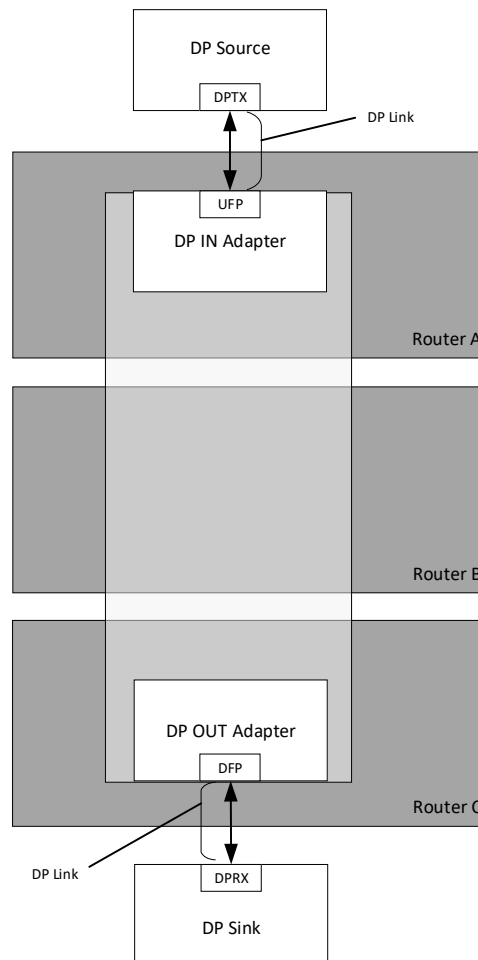 DP Source
DPTX
DP Link
UFP
DP IN Adapter
Router A
Router B
DP OUT Adapter
DFP
Router C
DP Link
DPRX
DP Sink